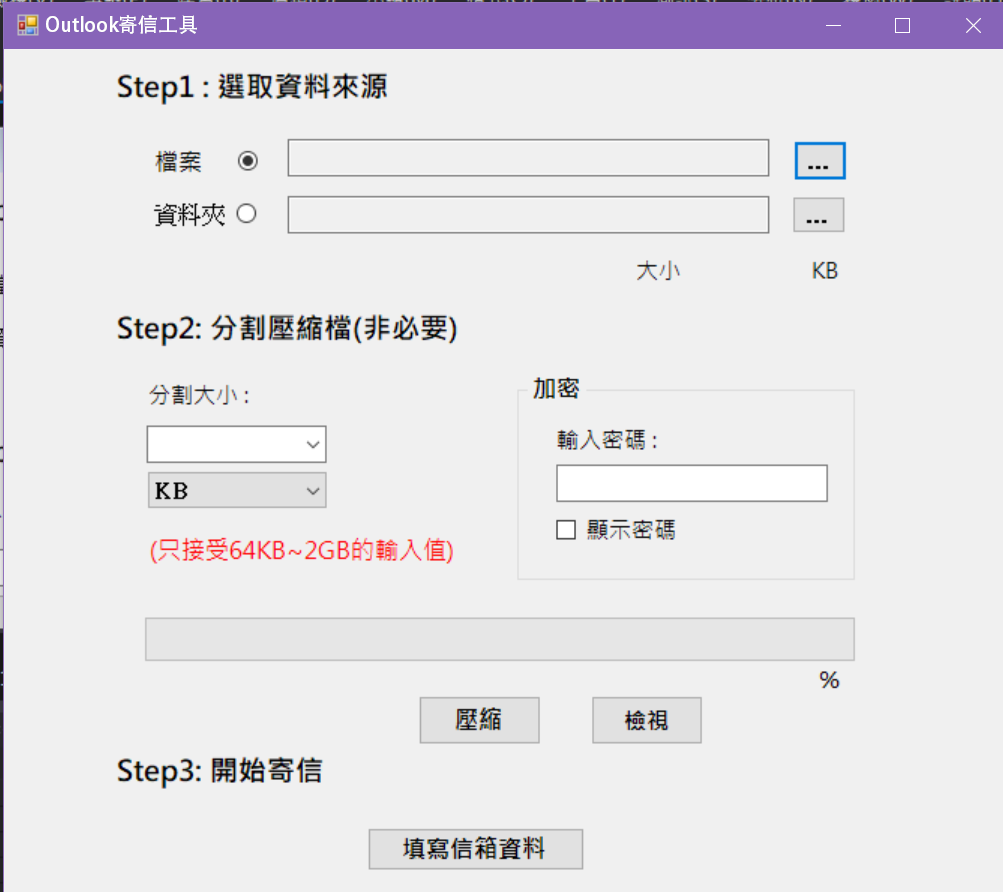 Outlook寄信工具
Step1 : 選取資料來源
檔案
...
資料夾
...
大小 KB
Step2: 分割壓縮檔(非必要)
分割大小 :
加密
輸入密碼 :
KB
顯示密碼
(只接受64KB~2GB的輸入值)
%
壓縮 檢視
Step3: 開始寄信
填寫信箱資料